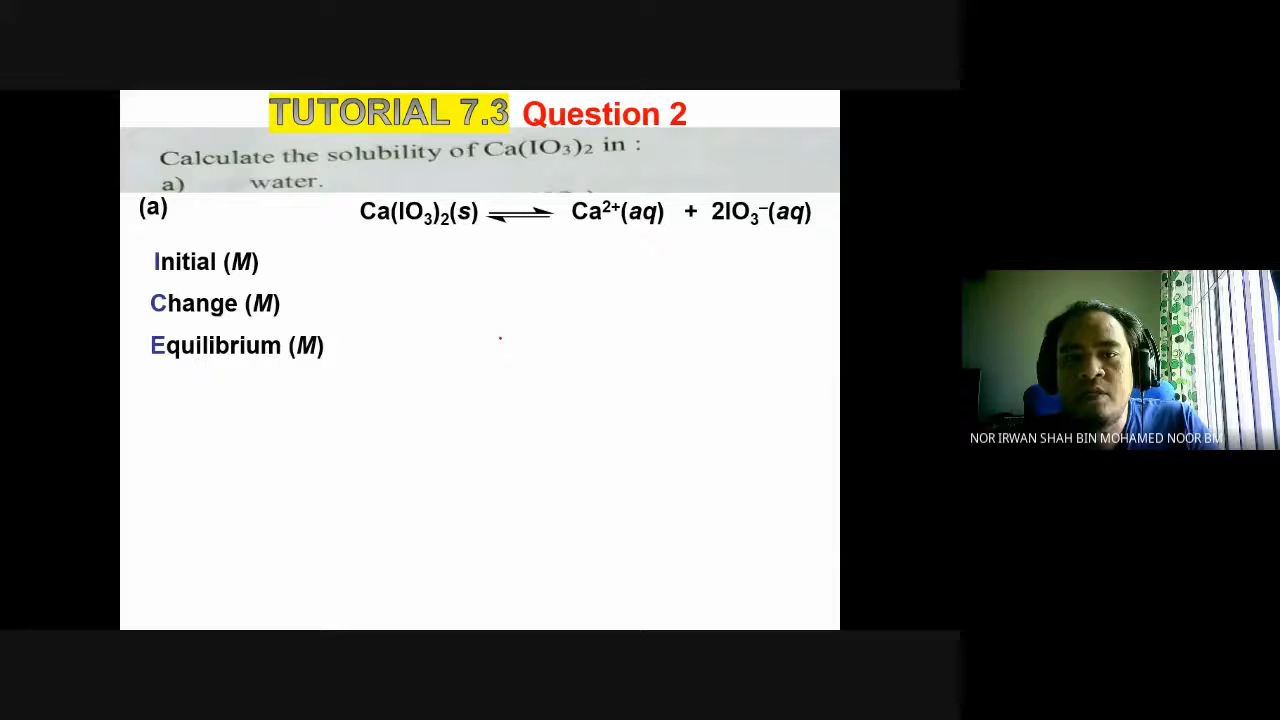 TUTORIAL 7.3 Question 2
Calculate the solubility of Ca(IO₃)₂ in :
a) water.
(a) Ca(IO₃)₂(s) ⇌ Ca²⁺(aq) + 2IO₃⁻(aq)
Initial (M)
Change (M)
Equilibrium (M)
NOR IRWAN SHAH BIN MOHAMED NOOR BM